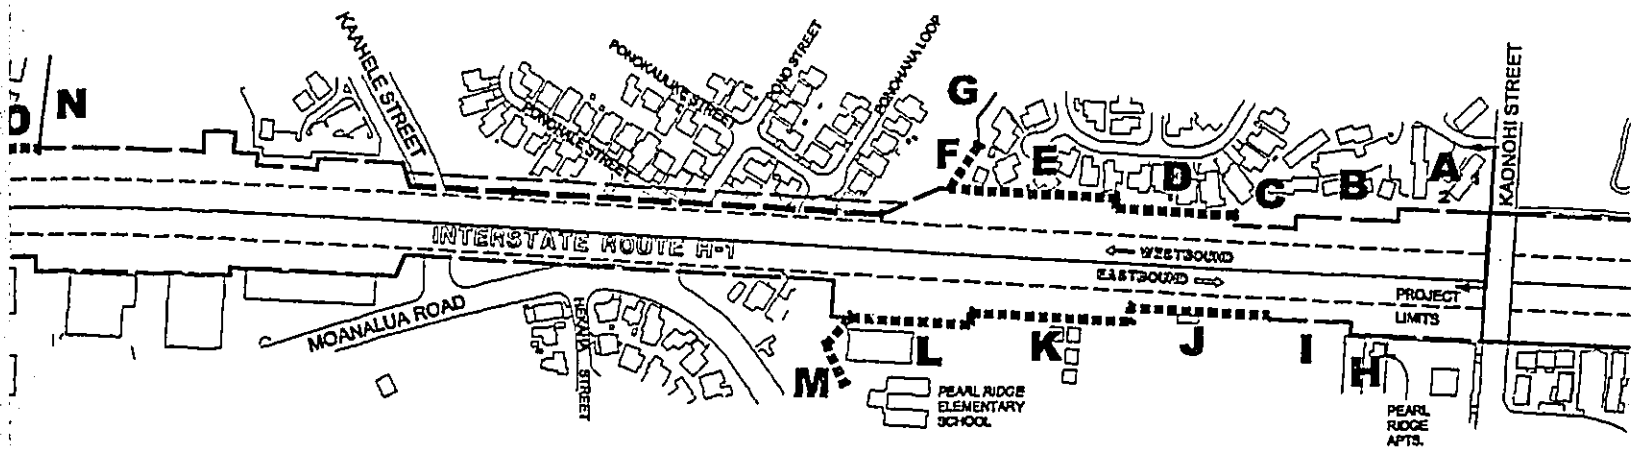 KAAHELE STREET
PONOKAULIKE STREET
PONO STREET
PONOHANA LOOP
PONOHALE STREET
KAONOHI STREET
O
N
G
F
E
D
C
B
A
INTERSTATE ROUTE H-1
WESTBOUND
EASTBOUND
PROJECT
LIMITS
MOANALUA ROAD
STREET
M
L
K
J
I
H
PEARL RIDGE
ELEMENTARY
SCHOOL
PEARL
RIDGE
APTS.